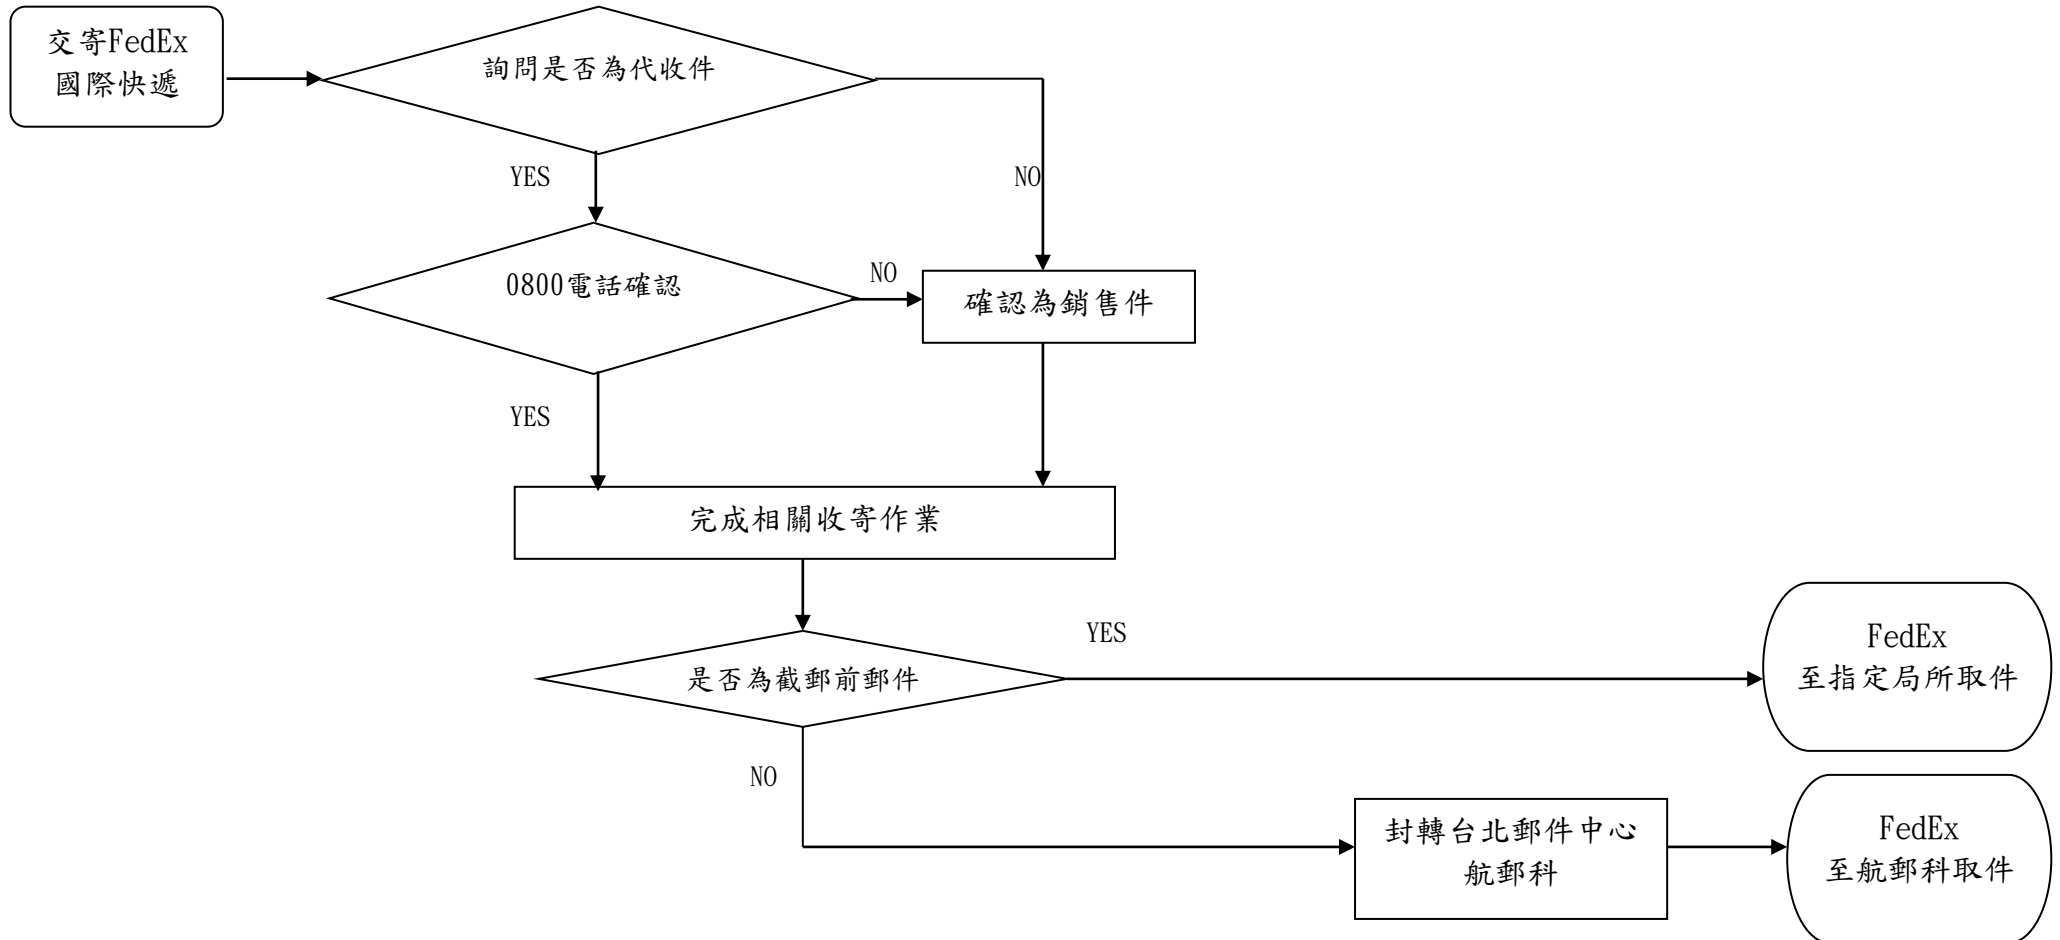 交寄FedEx
國際快遞
詢問是否為代收件
YES
NO
0800電話確認
NO
確認為銷售件
YES
完成相關收寄作業
是否為截郵前郵件
YES
FedEx
至指定局所取件
NO
封轉台北郵件中心
航郵科
FedEx
至航郵科取件